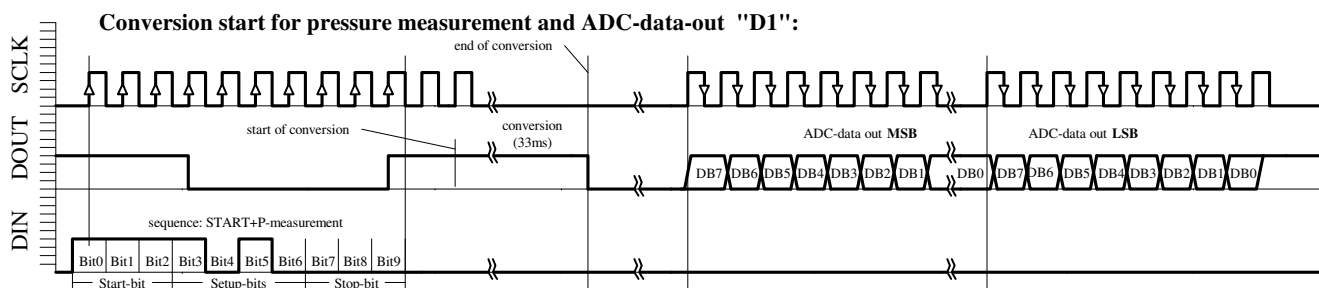 Conversion start for pressure measurement and ADC-data-out "D1":
end of conversion
SCLK
start of conversion
conversion
(33ms)
ADC-data out MSB
ADC-data out LSB
DOUT
DB7 DB6 DB5 DB4 DB3 DB2 DB1 DB0 DB7 DB6 DB5 DB4 DB3 DB2 DB1 DB0
sequence: START+P-measurement
DIN
Bit0 Bit1 Bit2 Bit3 Bit4 Bit5 Bit6 Bit7 Bit8 Bit9
Start-bit Setup-bits Stop-bit